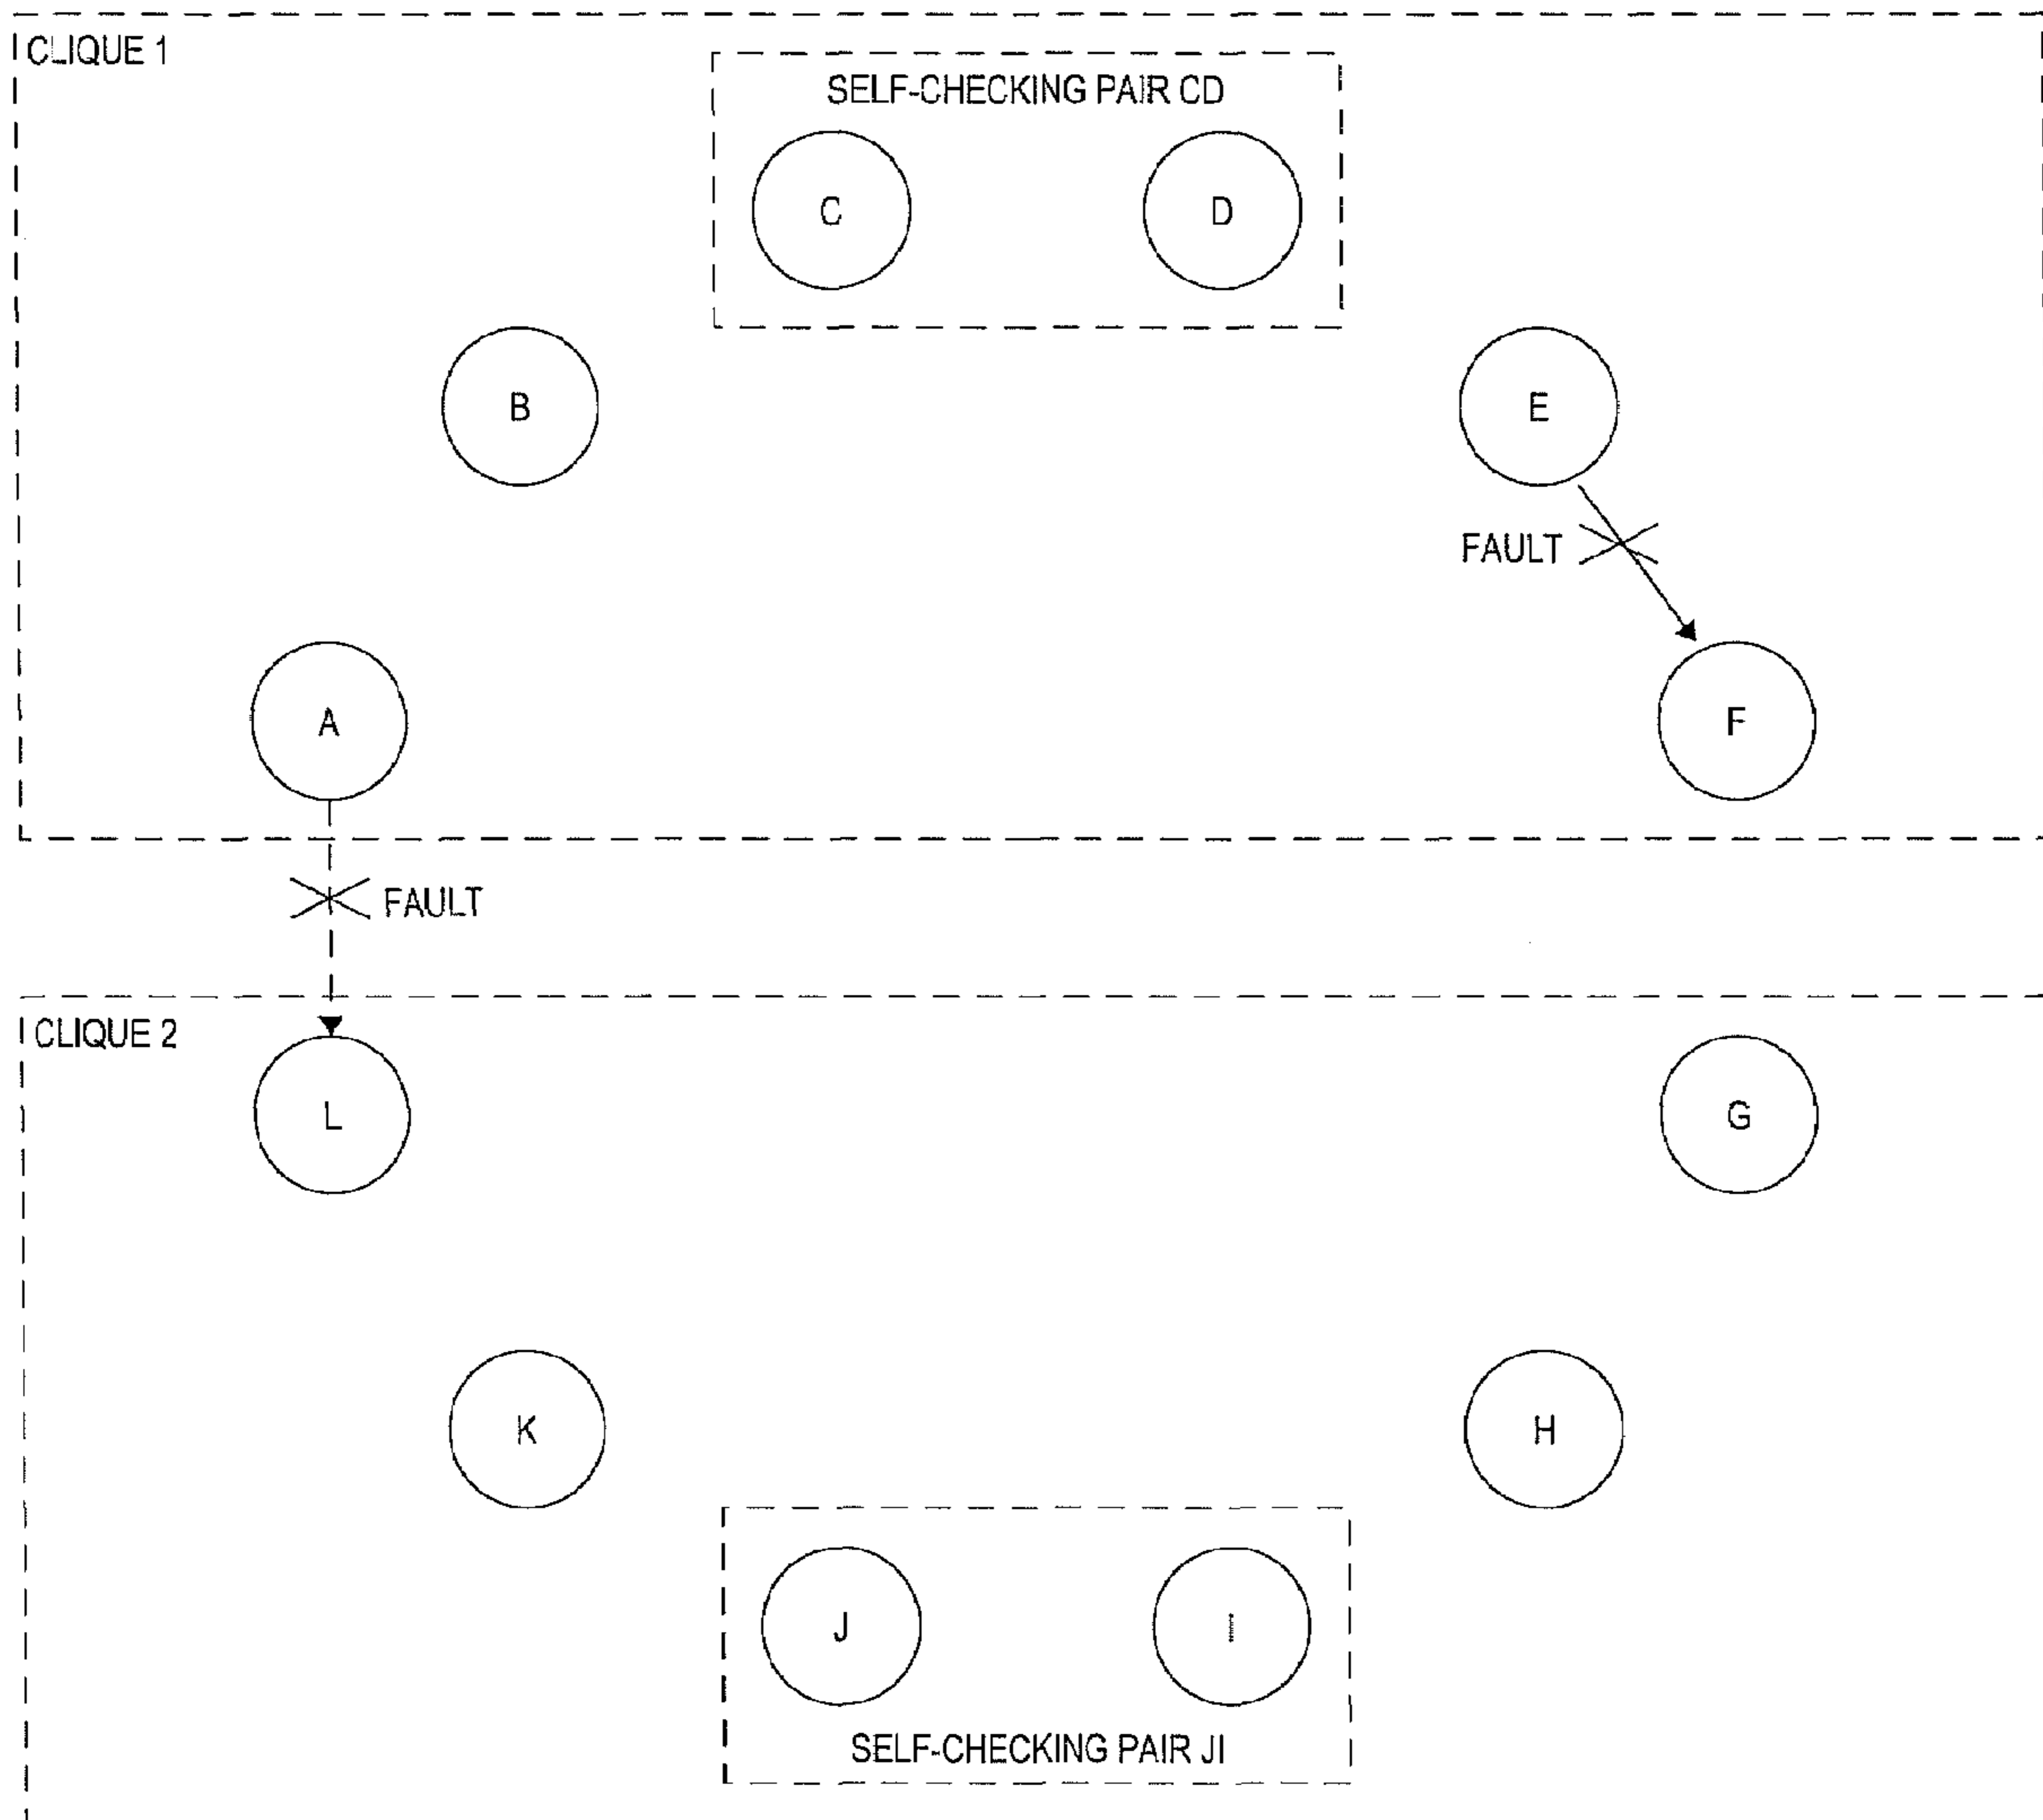 CLIQUE 1
SELF-CHECKING PAIR CD
C
D
B
E
FAULT
A
F
FAULT
CLIQUE 2
L
G
K
H
J
I
SELF-CHECKING PAIR JI